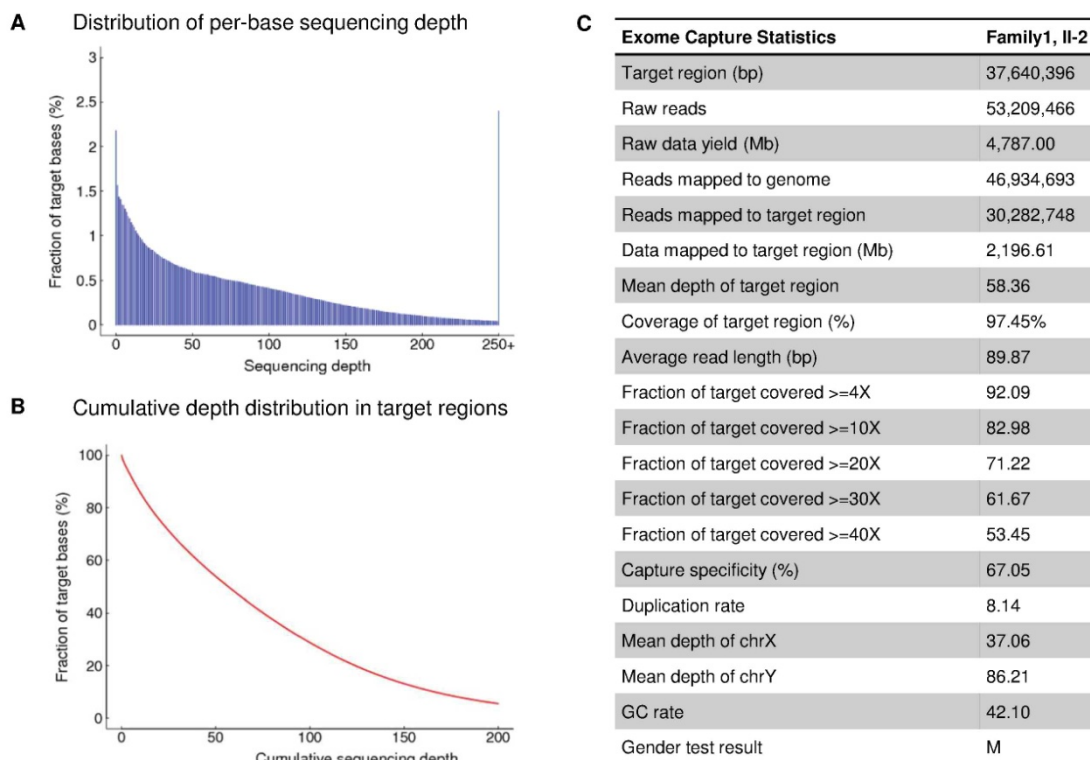 A Distribution of per-base sequencing depth
Fraction of target bases (%)
3
2.5
2
1.5
1
0.5
0
0 50 100 150 200 250+
Sequencing depth
B Cumulative depth distribution in target regions
Fraction of target bases (%)
100
80
60
40
20
0
0 50 100 150 200
Cumulative sequencing depth
C
Exome Capture Statistics Family1, II-2
Target region (bp) 37,640,396
Raw reads 53,209,466
Raw data yield (Mb) 4,787.00
Reads mapped to genome 46,934,693
Reads mapped to target region 30,282,748
Data mapped to target region (Mb) 2,196.61
Mean depth of target region 58.36
Coverage of target region (%) 97.45%
Average read length (bp) 89.87
Fraction of target covered >=4X 92.09
Fraction of target covered >=10X 82.98
Fraction of target covered >=20X 71.22
Fraction of target covered >=30X 61.67
Fraction of target covered >=40X 53.45
Capture specificity (%) 67.05
Duplication rate 8.14
Mean depth of chrX 37.06
Mean depth of chrY 86.21
GC rate 42.10
Gender test result M